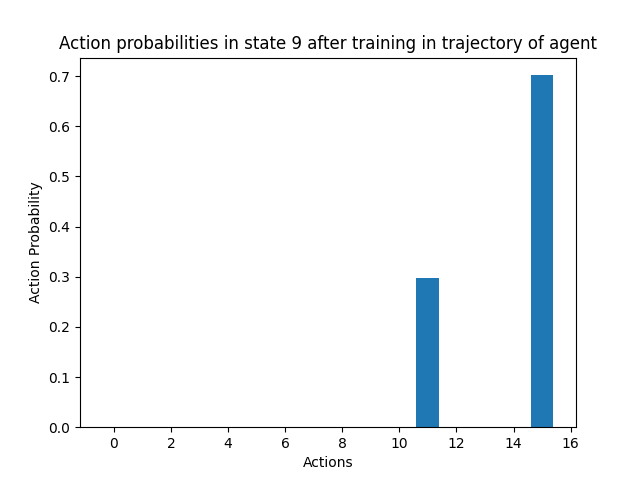 Action probabilities in state 9 after training in trajectory of agent
0.7
0.6
0.5
0.4
0.3
0.2
0.1
0.0
Action Probability
0 2 4 6 8 10 12 14 16
Actions